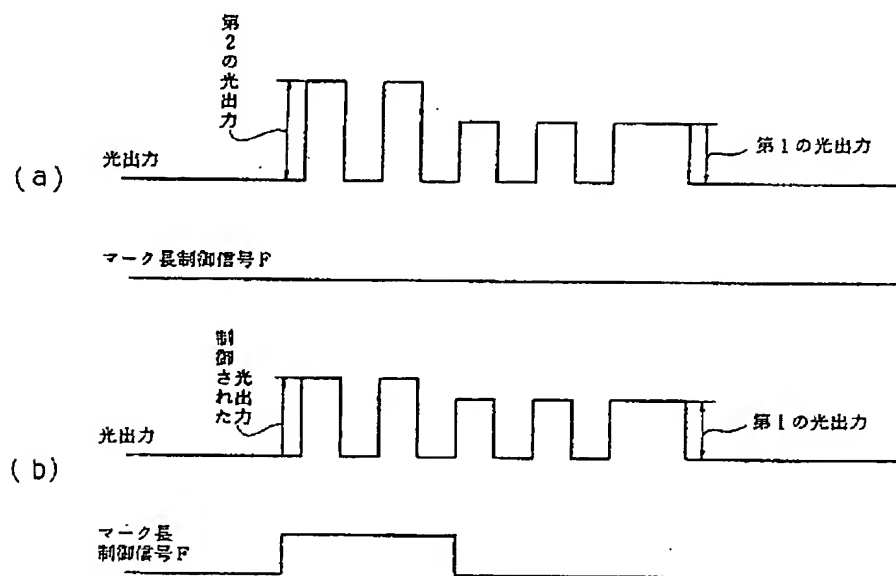 第2の光出力
光出力
第1の光出力
(a)
マーク長制御信号F
制御された
光出力
光出力
第1の光出力
(b)
マーク長
制御信号F